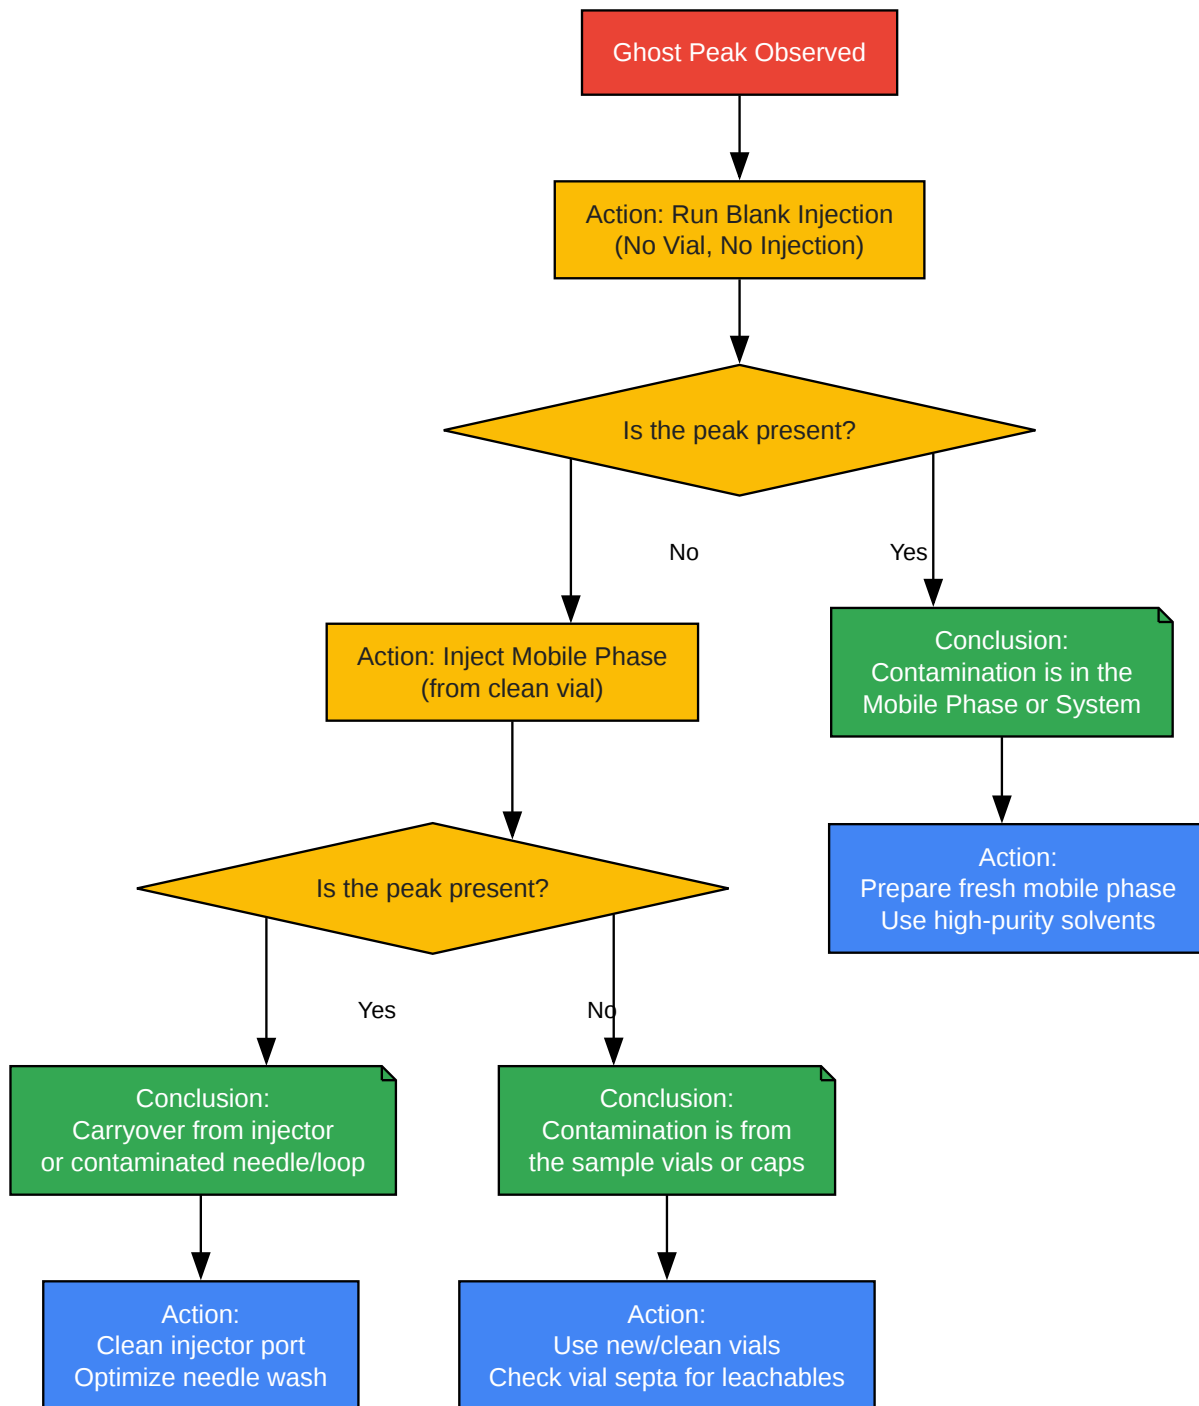 Ghost Peak Observed
Action: Run Blank Injection
(No Vial, No Injection)
Is the peak present?
No
Yes
Action: Inject Mobile Phase
(from clean vial)
Conclusion:
Contamination is in the
Mobile Phase or System
Is the peak present?
Action:
Prepare fresh mobile phase
Use high-purity solvents
Yes
No
Conclusion:
Carryover from injector
or contaminated needle/loop
Conclusion:
Contamination is from
the sample vials or caps
Action:
Clean injector port
Optimize needle wash
Action:
Use new/clean vials
Check vial septa for leachables